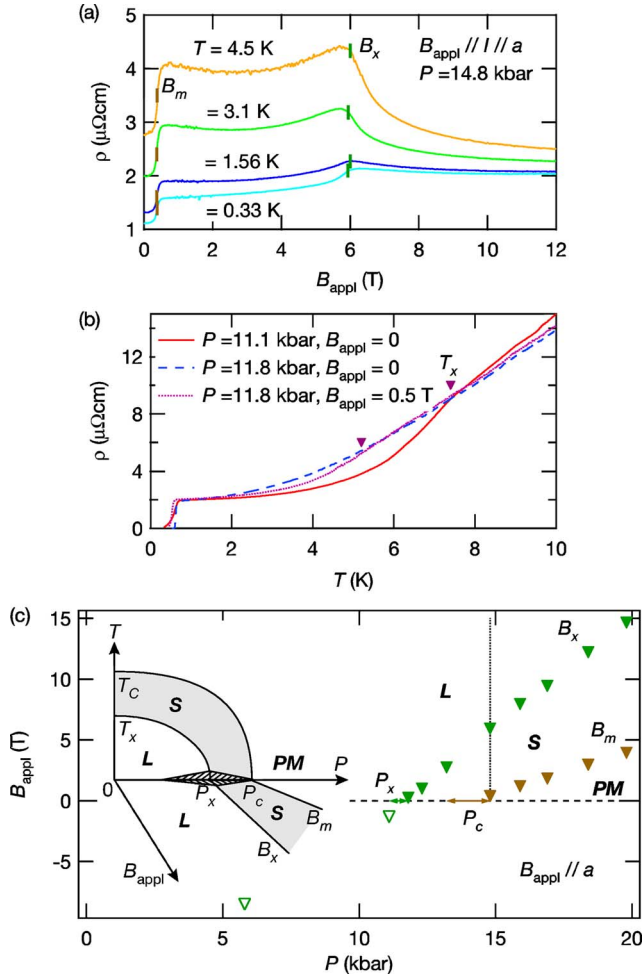 (a)
T = 4.5 K
B_x
B_appl // I // a
P = 14.8 kbar
B_m
= 3.1 K
= 1.56 K
= 0.33 K
ρ (μΩcm)
5
4
3
2
1
0 2 4 6 8 10 12
B_appl (T)
(b)
P = 11.1 kbar, B_appl = 0
P = 11.8 kbar, B_appl = 0
P = 11.8 kbar, B_appl = 0.5 T
T_x
ρ (μΩcm)
12
8
4
0
0 2 4 6 8 10
T (K)
(c)
15
10
5
0
-5
B_appl (T)
T
T_C
S
T_x
L
PM
P
0
P_x
P_c
L
S
B_m
B_x
B_appl
L
B_x
S
B_m
P_x
PM
P_c
B_appl // a
0 5 10 15 20
P (kbar)